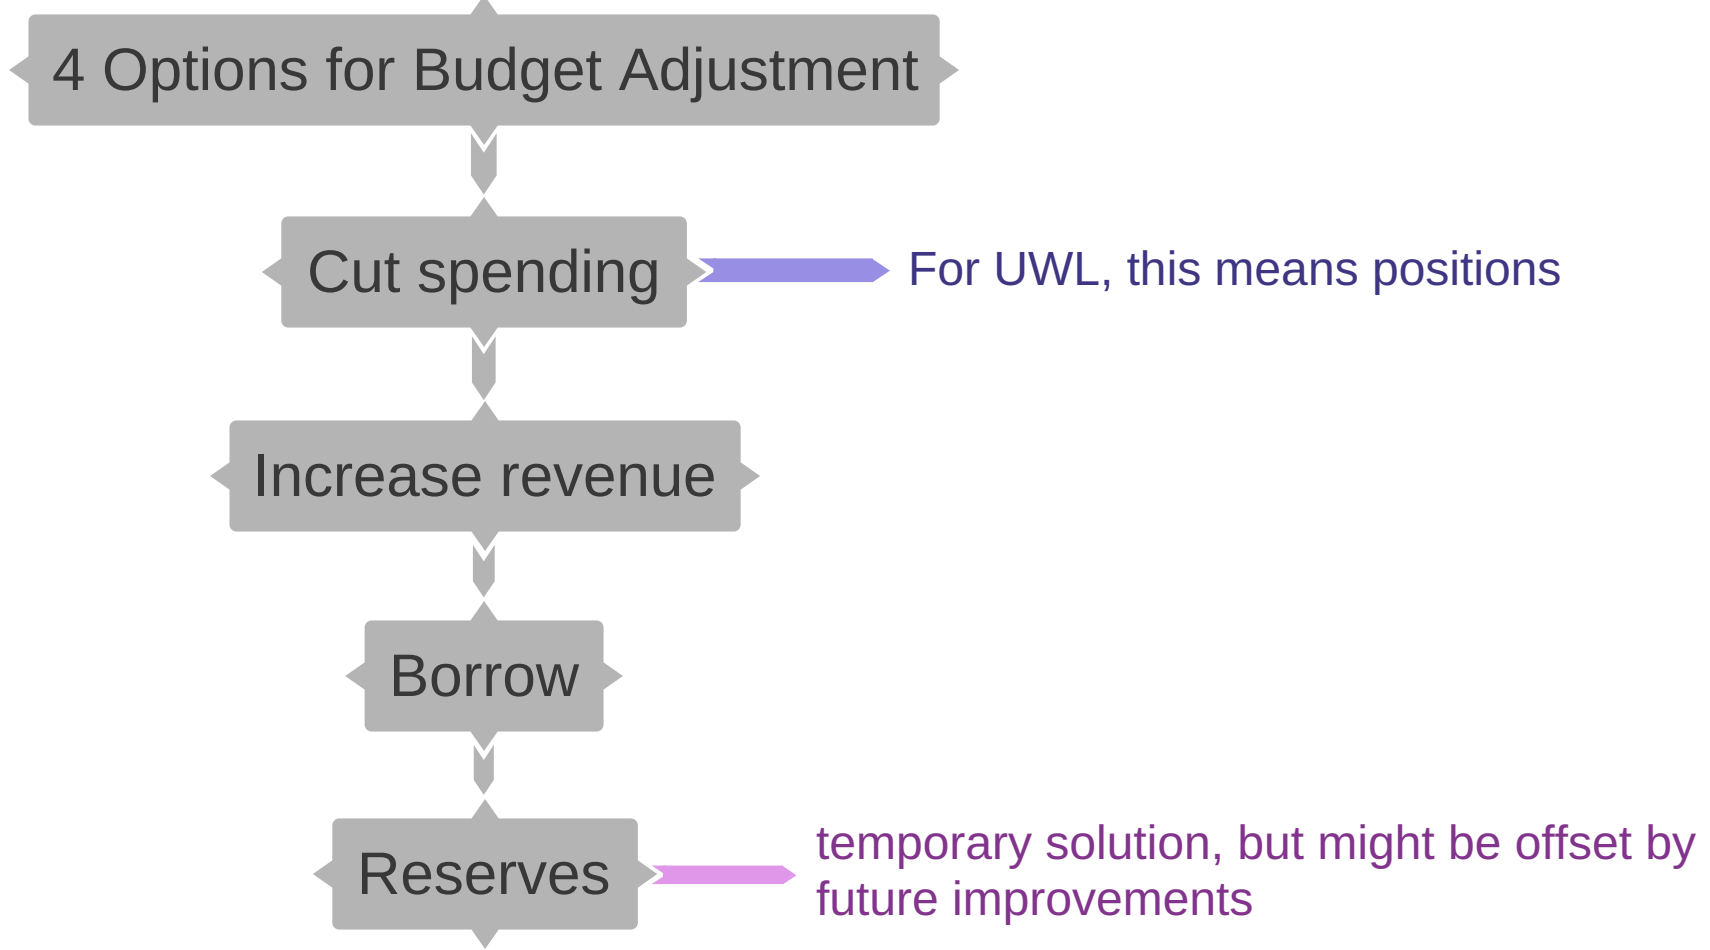 4 Options for Budget Adjustment
Cut spending
For UWL, this means positions
Increase revenue
Borrow
Reserves
temporary solution, but might be offset by
future improvements